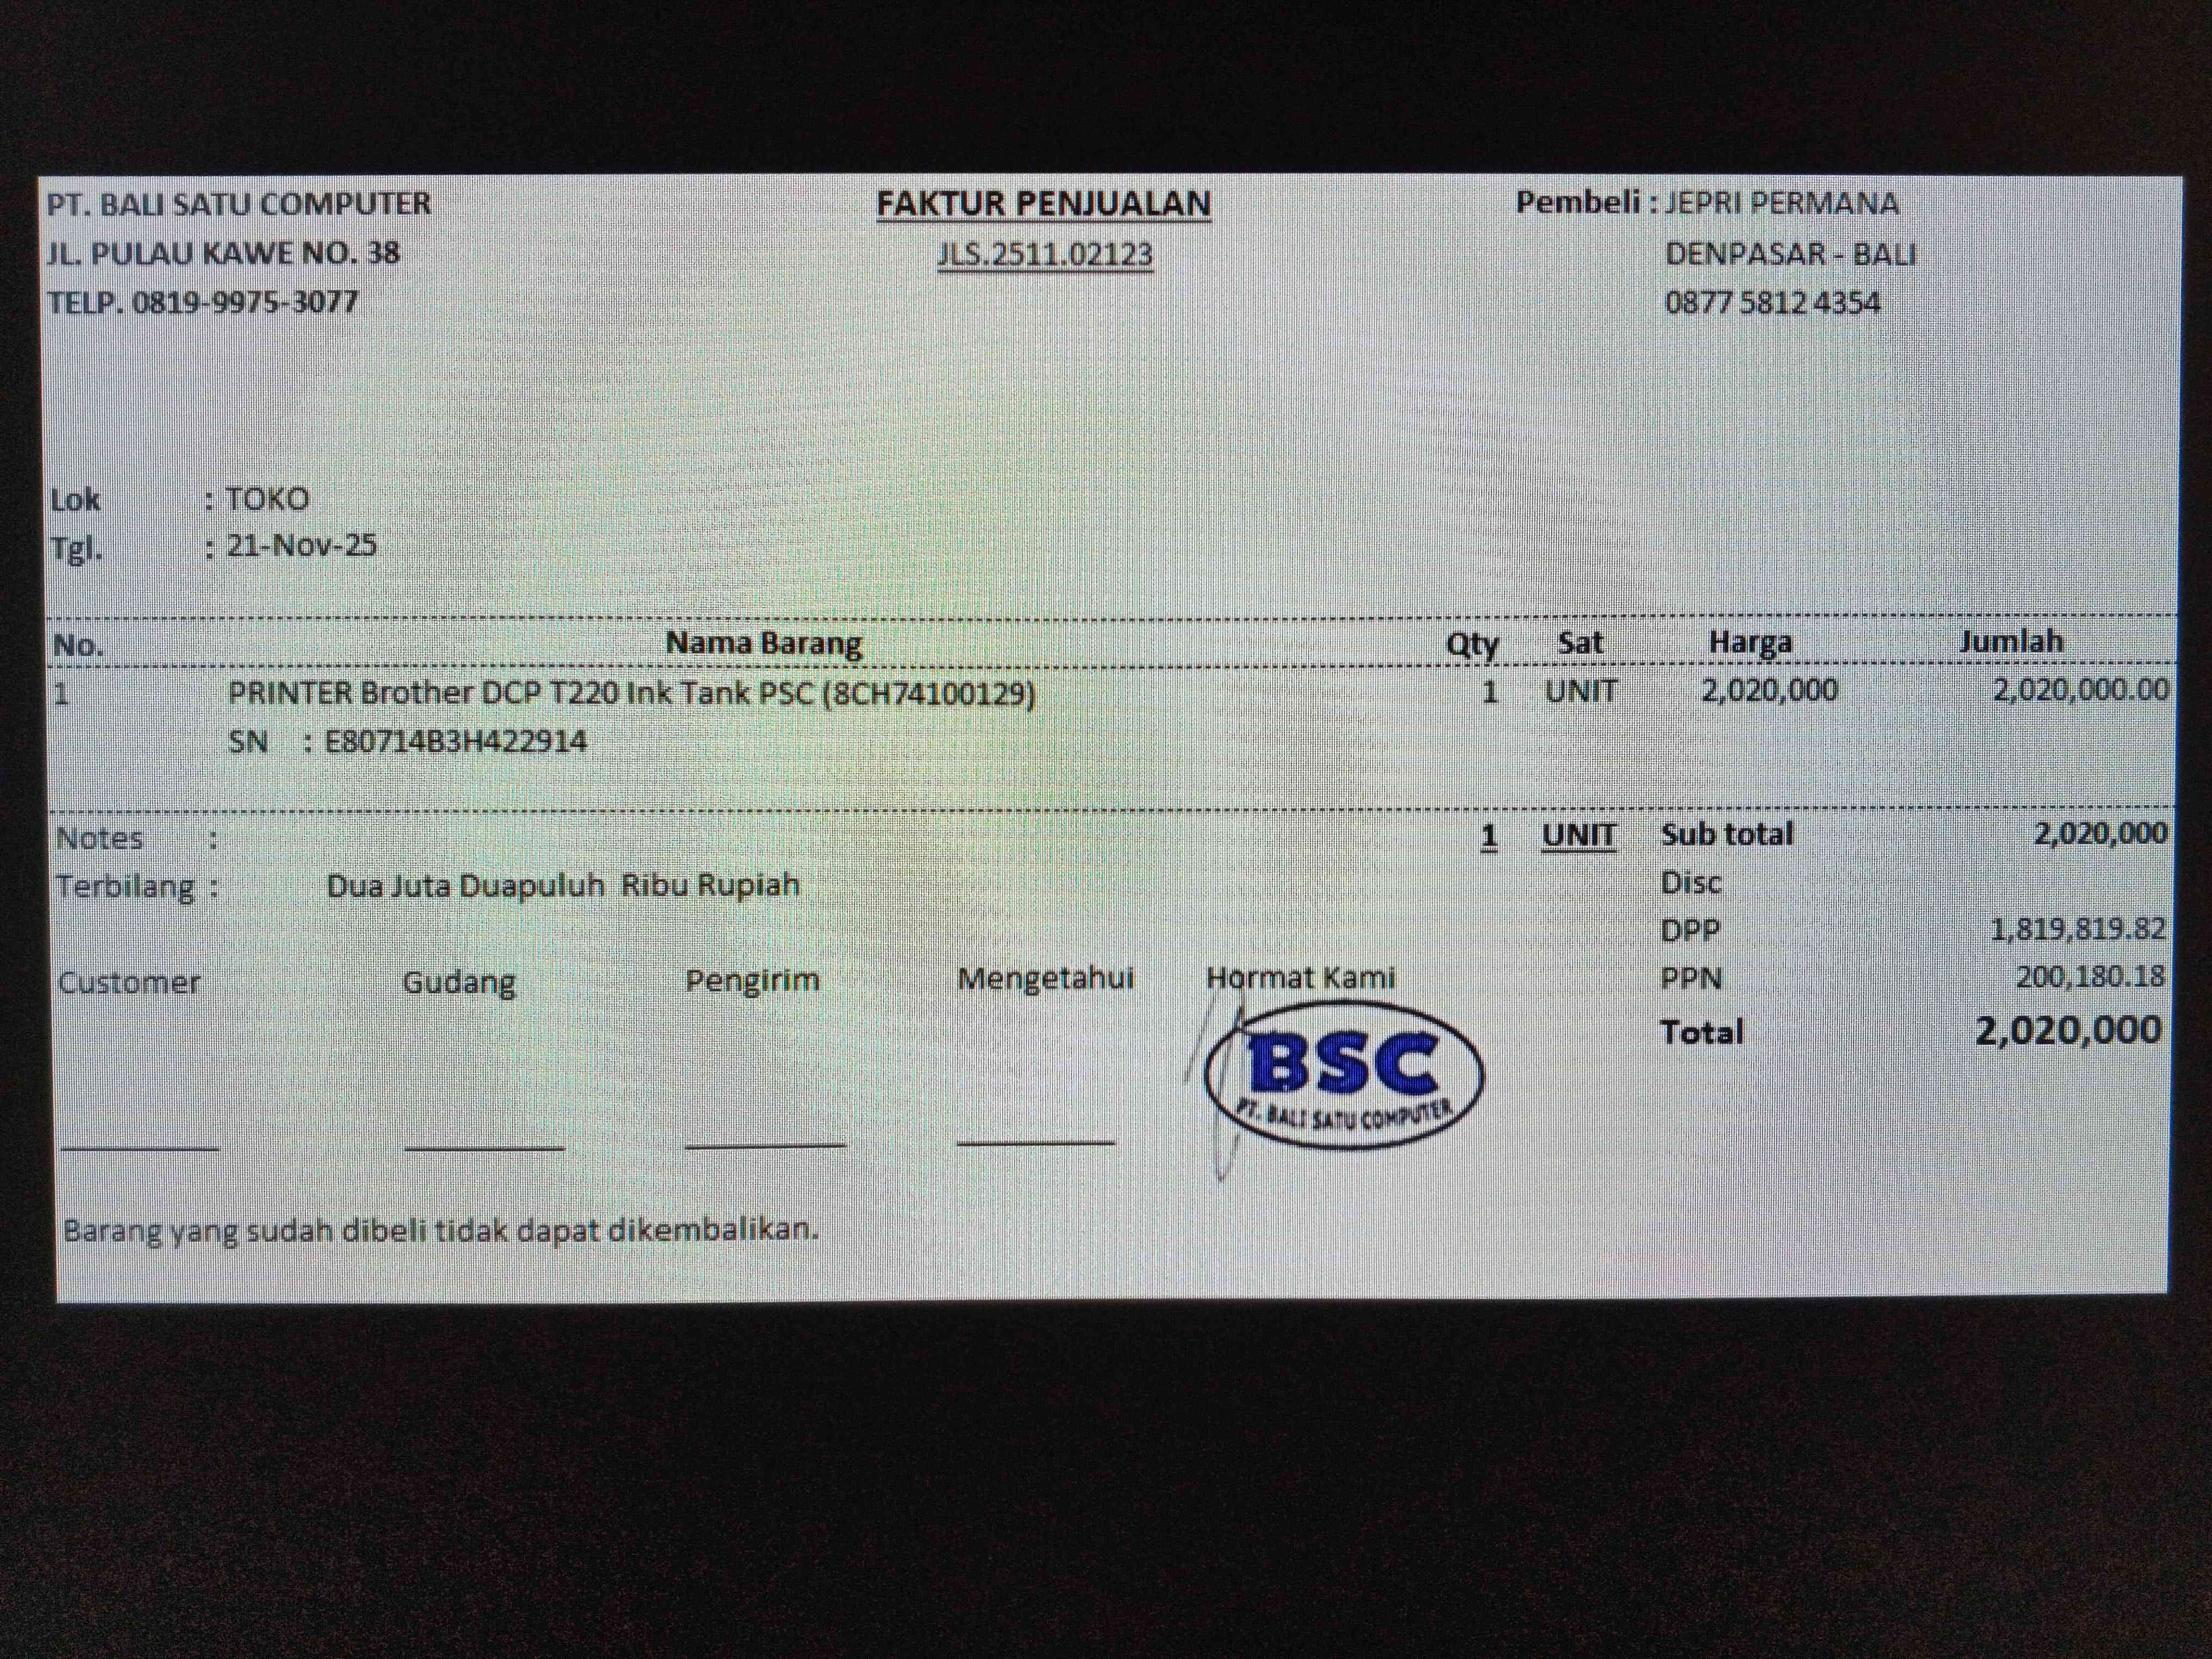 PT. BALI SATU COMPUTER
JL. PULAU KAWE NO. 38
TELP. 0819-9975-3077
FAKTUR PENJUALAN
JLS.2511.02123
Pembeli : JEPRI PERMANA
DENPASAR - BALI
0877 5812 4354
Lok : TOKO
Tgl. : 21-Nov-25
No. Nama Barang Qty Sat Harga Jumlah
1 PRINTER Brother DCP T220 Ink Tank PSC (8CH74100129) 1 UNIT 2,020,000 2,020,000.00
SN : E80714B3H422914
Notes : 1 UNIT Sub total 2,020,000
Terbilang : Dua Juta Duapuluh Ribu Rupiah Disc
DPP 1,819,819.82
Customer Gudang Pengirim Mengetahui Hormat Kami PPN 200,180.18
Total 2,020,000
BSC
PT. BALI SATU COMPUTER
Barang yang sudah dibeli tidak dapat dikembalikan.